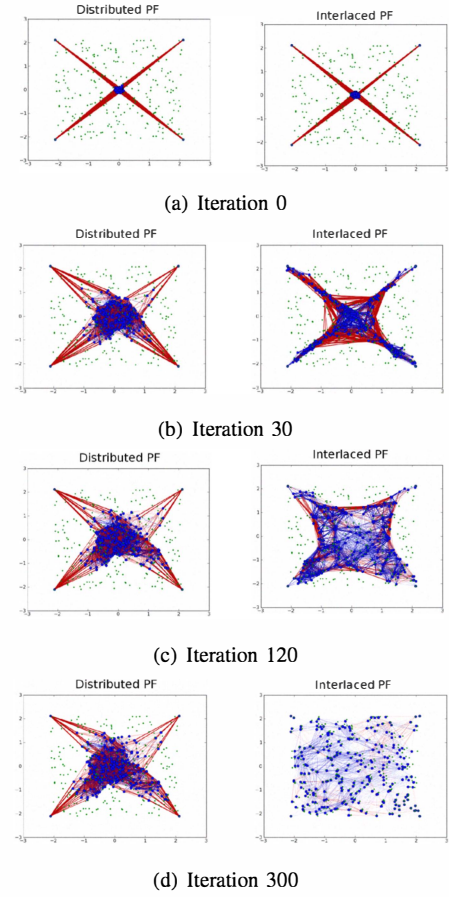 Distributed PF
Interlaced PF
(a) Iteration 0
Distributed PF
Interlaced PF
(b) Iteration 30
Distributed PF
Interlaced PF
(c) Iteration 120
Distributed PF
Interlaced PF
(d) Iteration 300